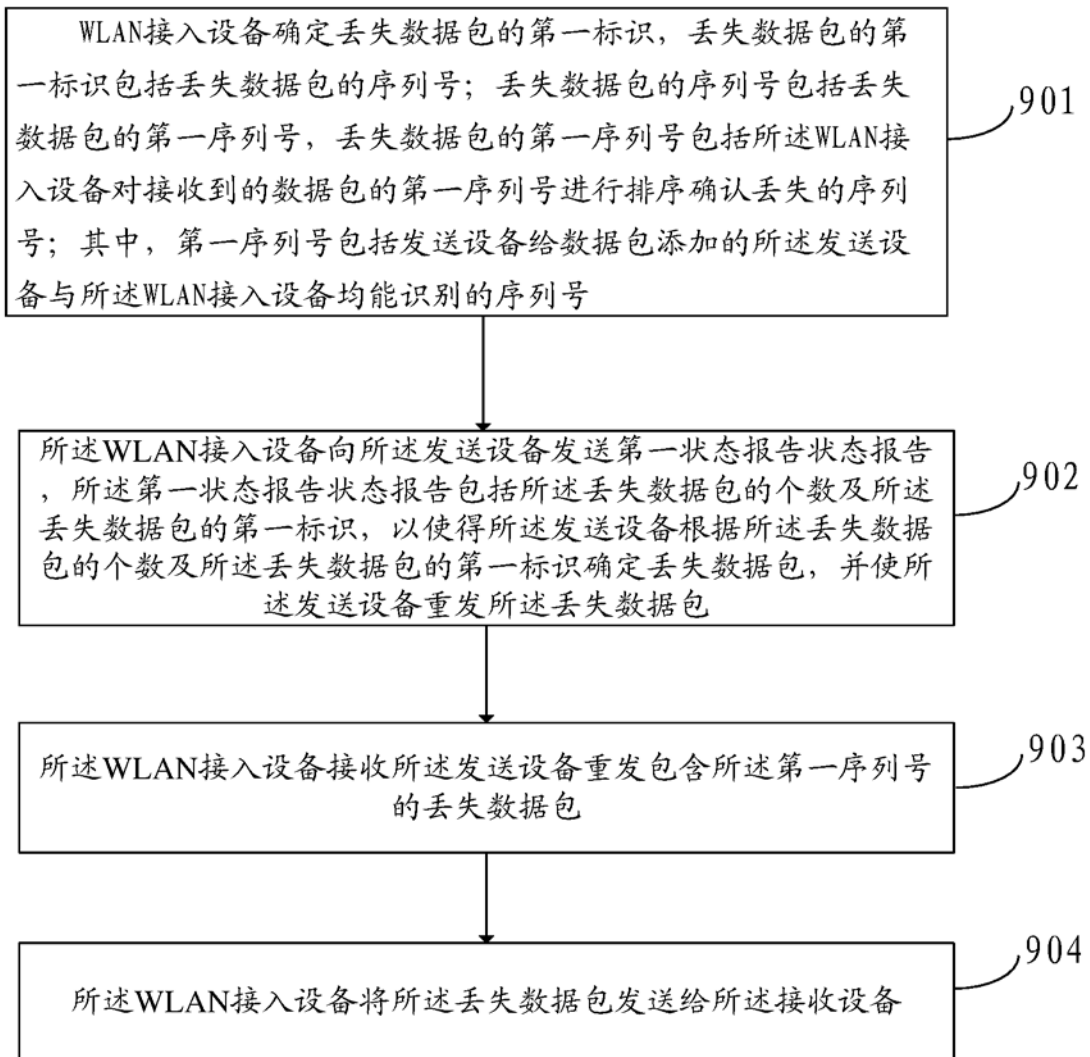 WLAN接入设备确定丢失数据包的第一标识，丢失数据包的第
一标识包括丢失数据包的序列号；丢失数据包的序列号包括丢失
数据包的第一序列号，丢失数据包的第一序列号包括所述WLAN接
入设备对接收到的数据包的第一序列号进行排序确认丢失的序列
号；其中，第一序列号包括发送设备给数据包添加的所述发送设
备与所述WLAN接入设备均能识别的序列号
901
所述WLAN接入设备向所述发送设备发送第一状态报告状态报告
，所述第一状态报告状态报告包括所述丢失数据包的个数及所述
丢失数据包的第一标识，以使得所述发送设备根据所述丢失数据
包的个数及所述丢失数据包的第一标识确定丢失数据包，并使所
述发送设备重发所述丢失数据包
902
所述WLAN接入设备接收所述发送设备重发包含所述第一序列号
的丢失数据包
903
所述WLAN接入设备将所述丢失数据包发送给所述接收设备
904